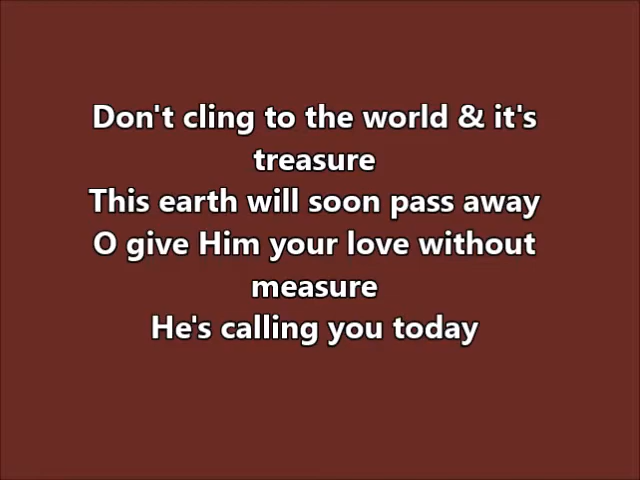 Don't cling to the world & it's
treasure
This earth will soon pass away
O give Him your love without
measure
He's calling you today